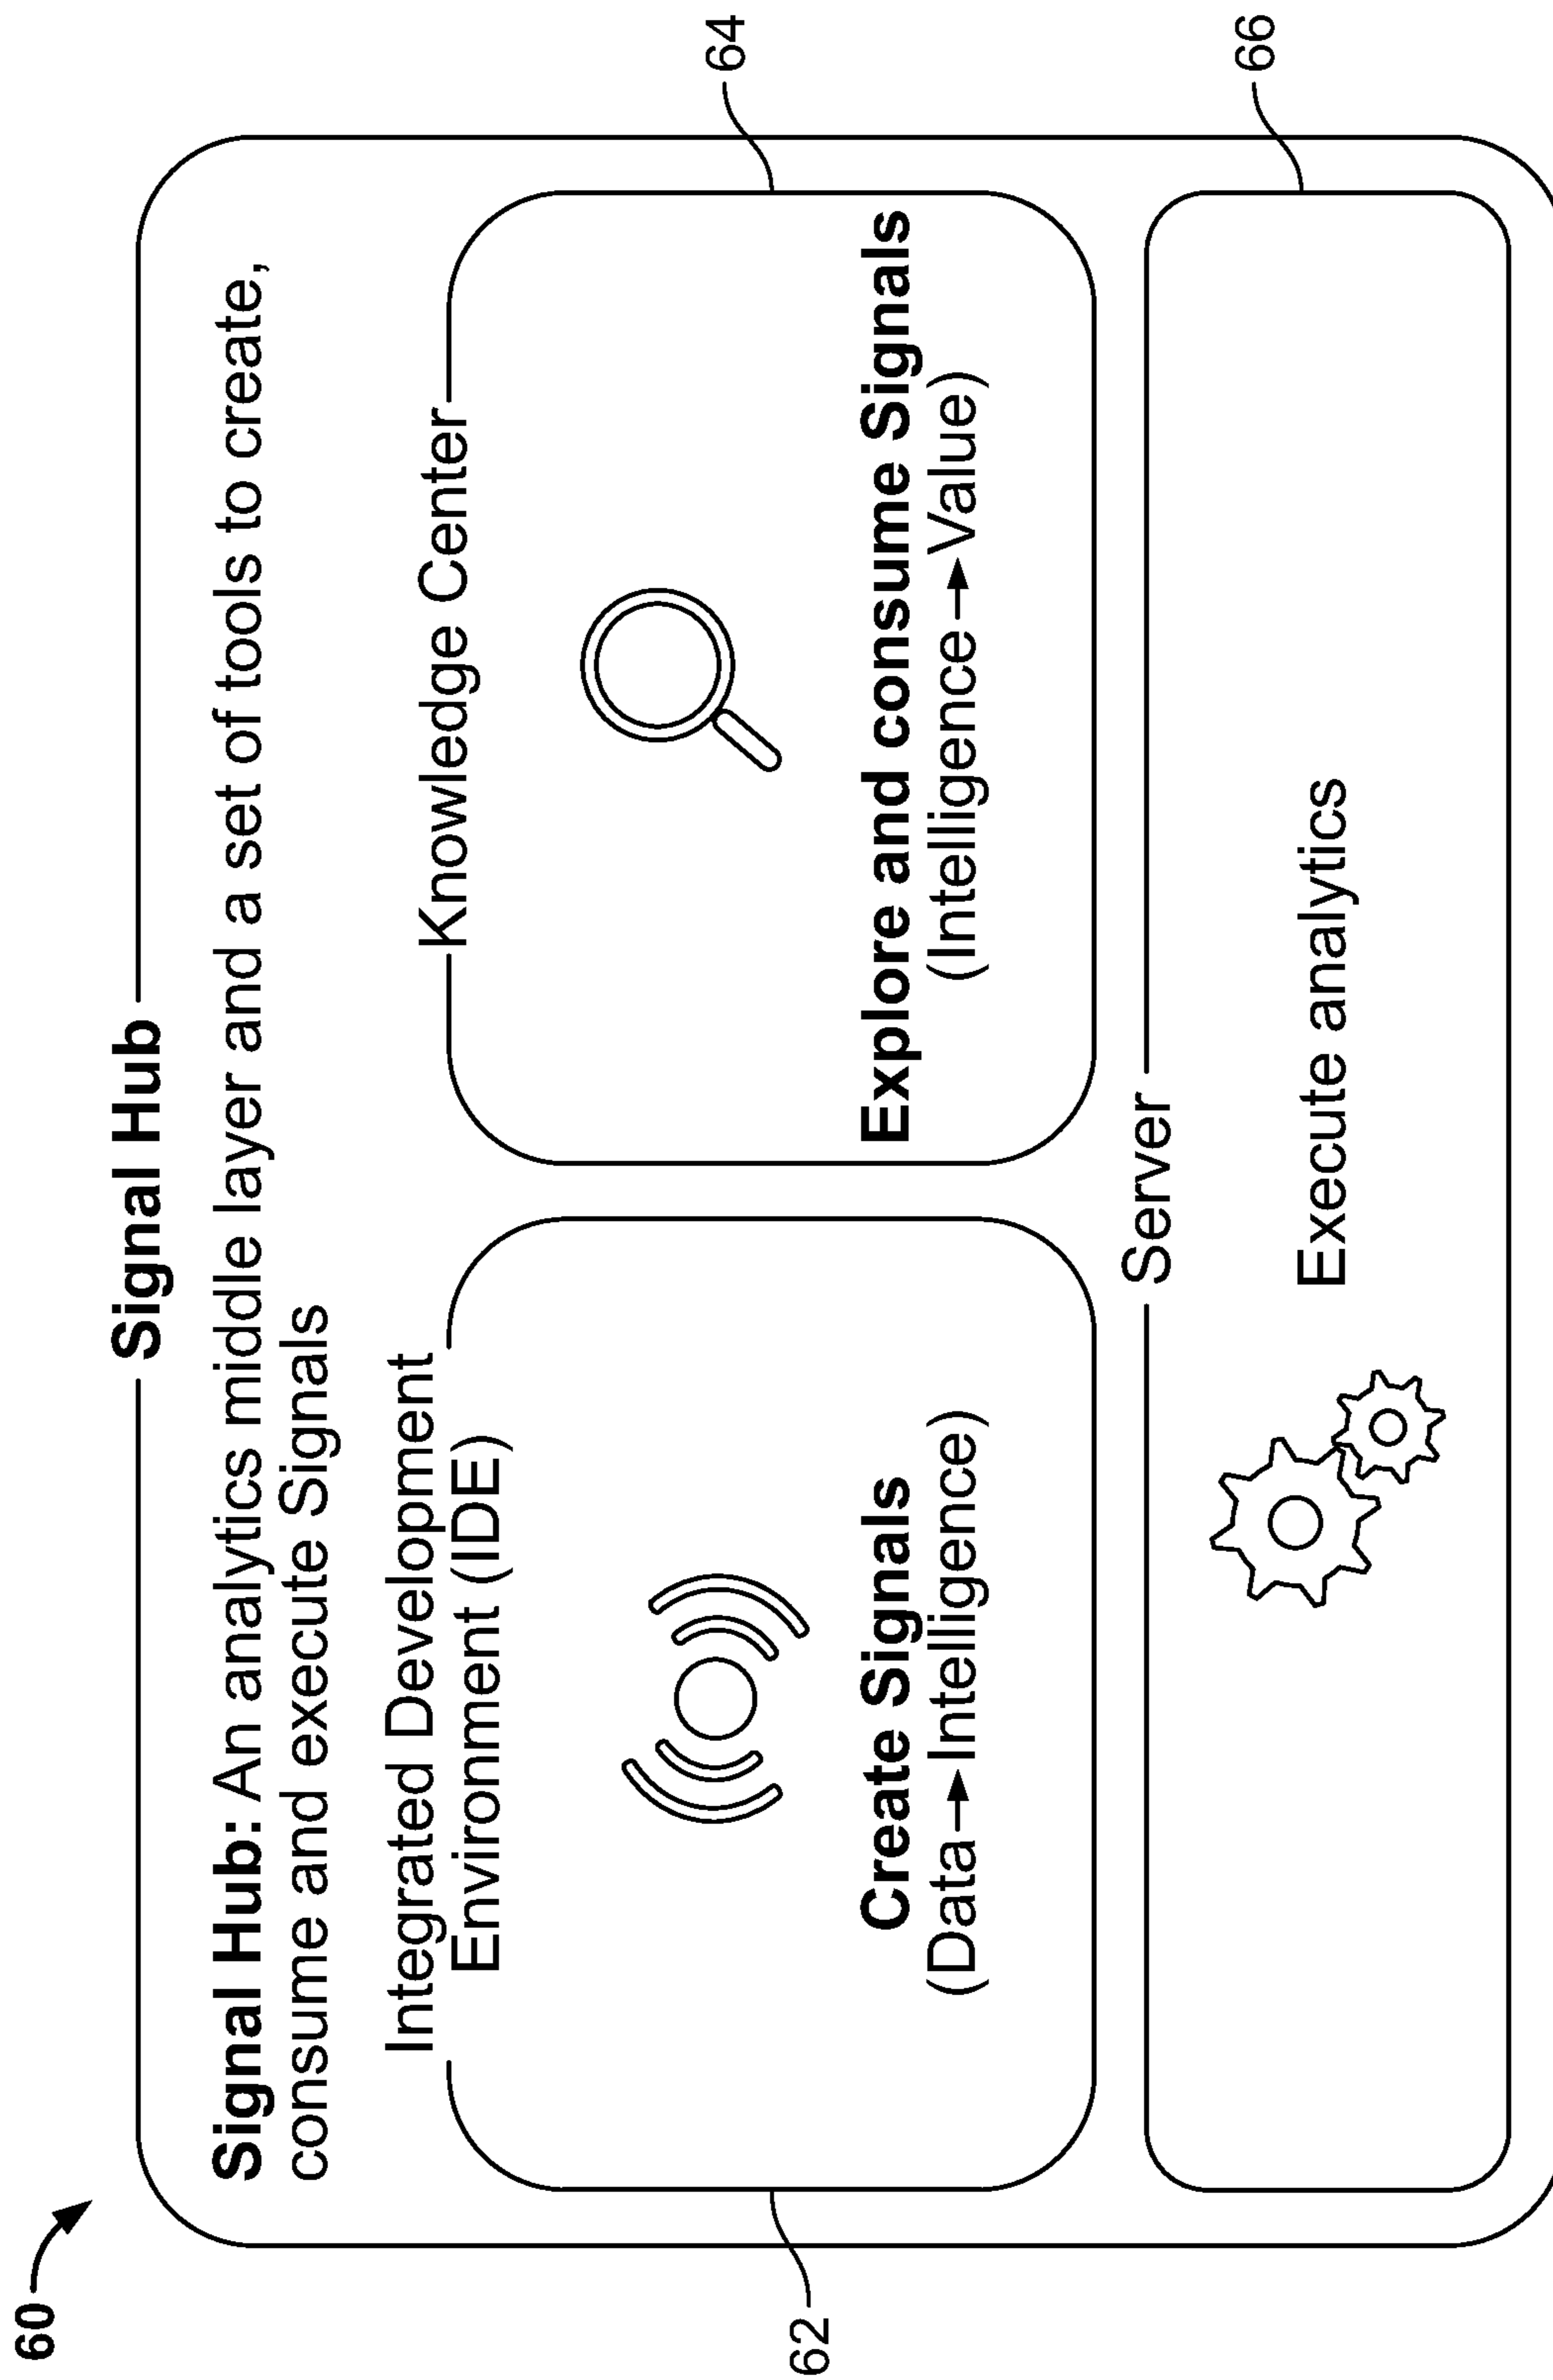 60
Signal Hub
Signal Hub: An analytics middle layer and a set of tools to create,
consume and execute Signals
Integrated Development
Environment (IDE)
Create Signals
(Data→Intelligence)
62
Knowledge Center
Explore and consume Signals
(Intelligence→Value)
64
Server
Execute analytics
66